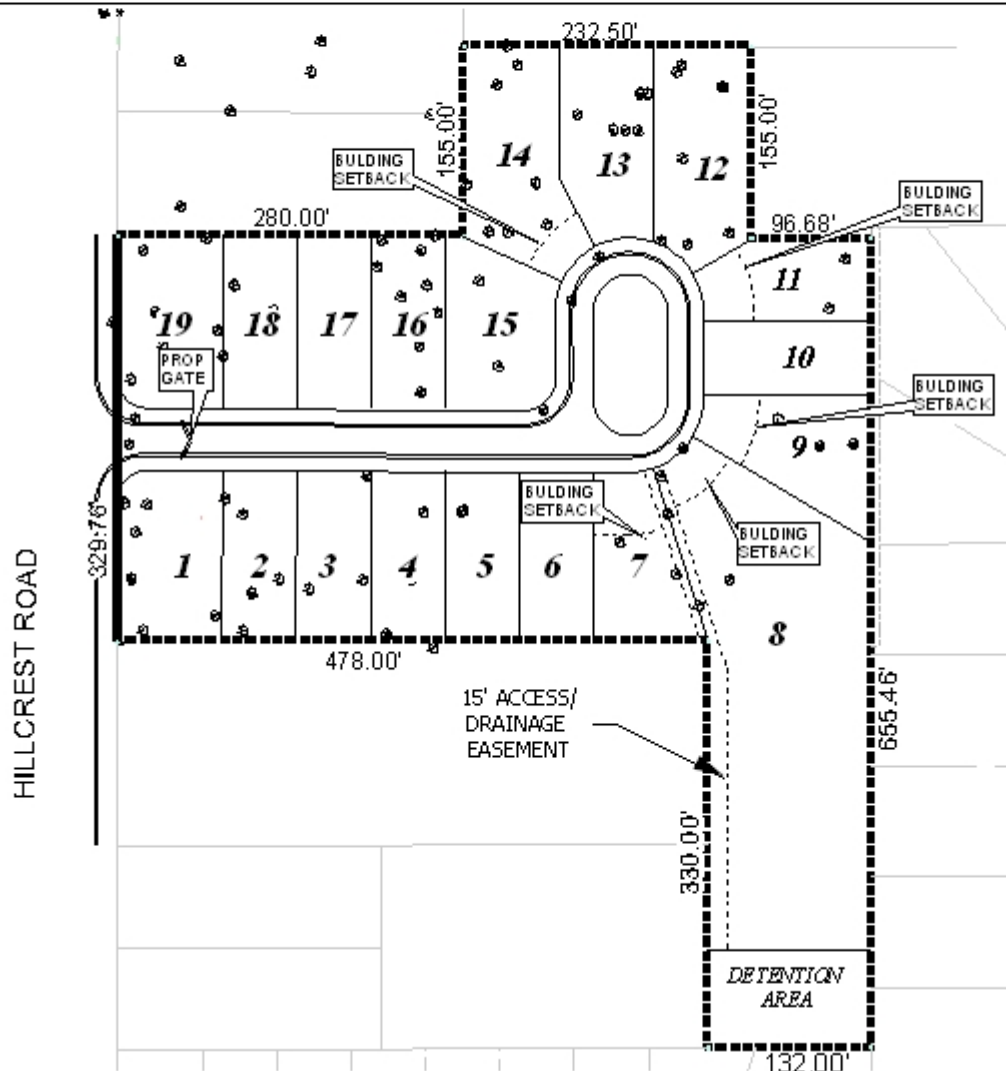 232.50'
155.00'
155.00'
14
13
12
BULDING
SETBACK
BULDING
SETBACK
280.00'
96.68'
11
19
18
17
16
15
10
PROP
GATE
BULDING
SETBACK
9
BULDING
SETBACK
BULDING
SETBACK
329.76'
1
2
3
4
5
6
7
8
HILLCREST ROAD
478.00'
15' ACCESS/
DRAINAGE
EASEMENT
655.46'
330.00'
DETENTION
AREA
132.00'